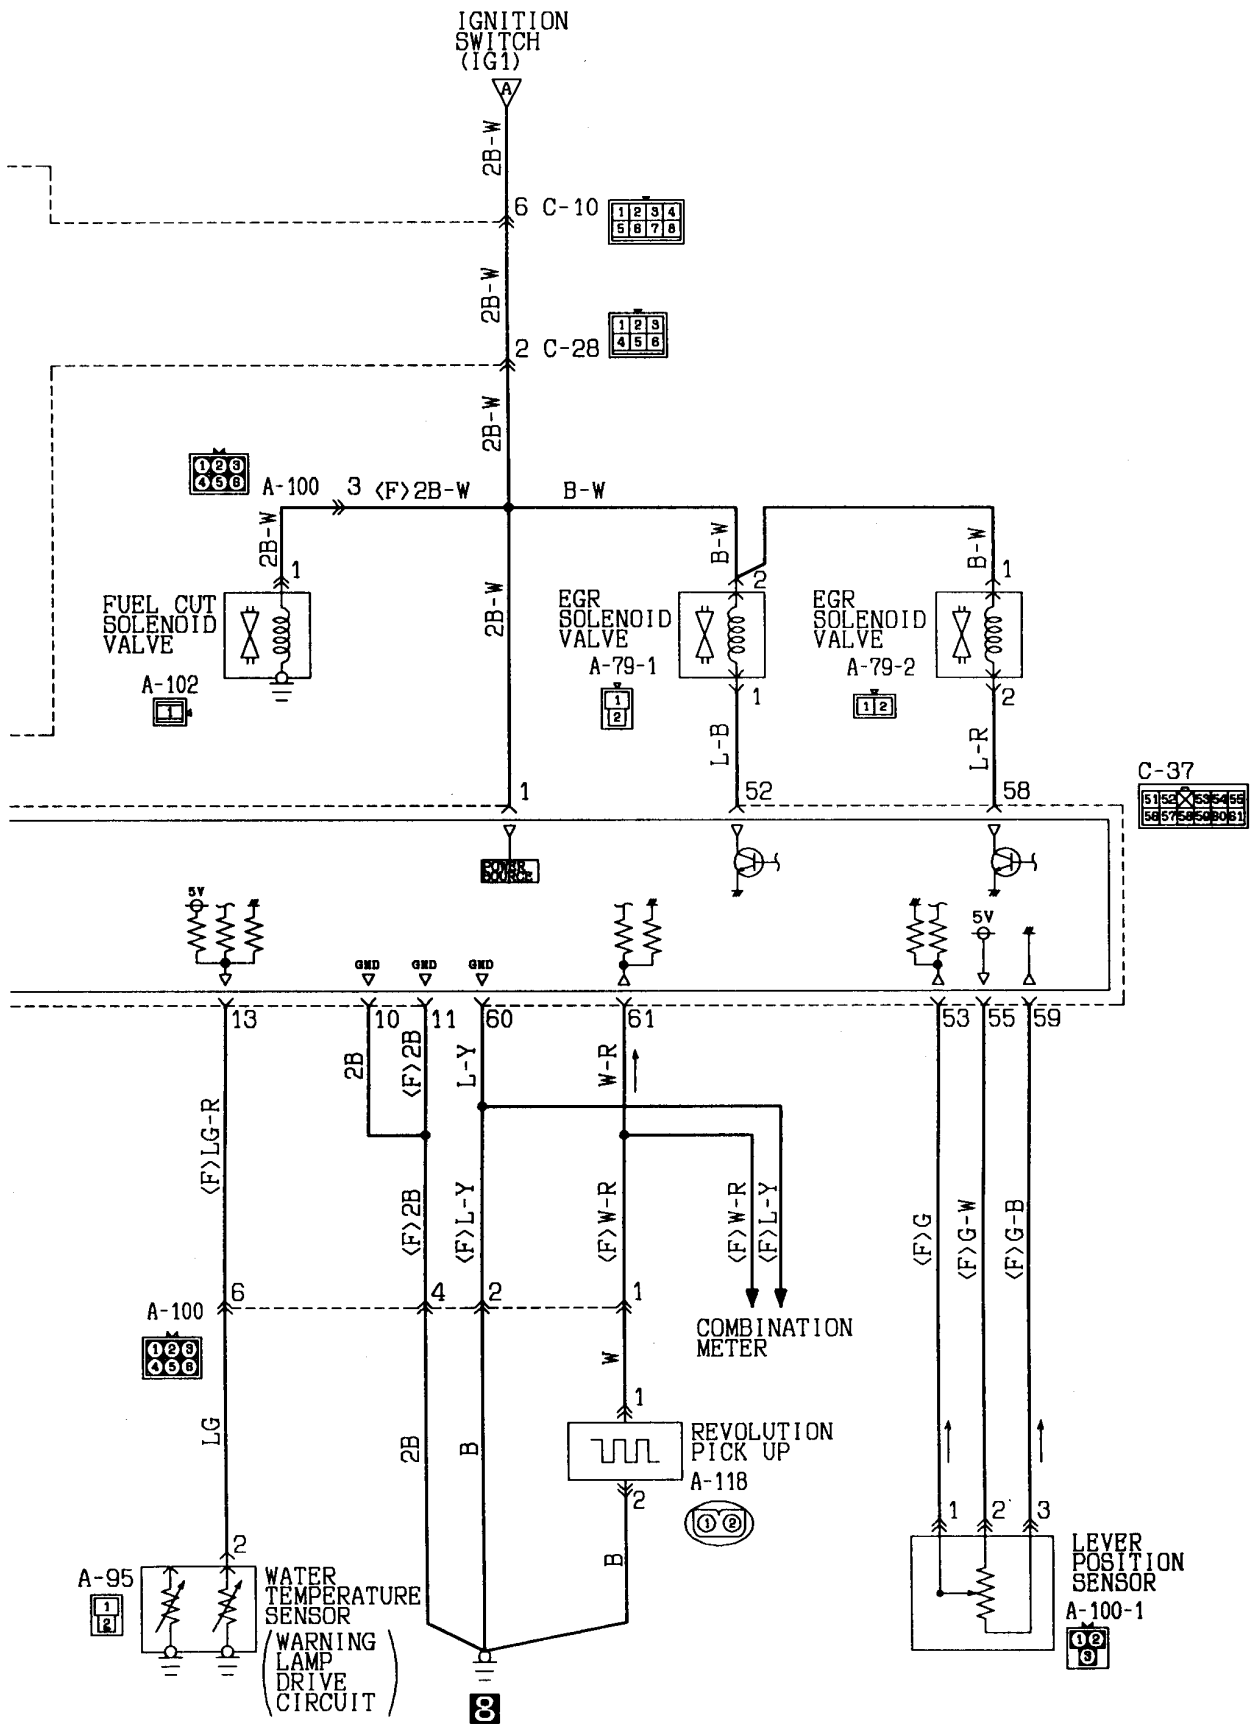 IGNITION
SWITCH
(IG1)
A
2B-W
6 C-10
1 2 3 4
5 6 7 8
2B-W
1 2 3
4 5 6
2 C-28
2B-W
1 2 3
4 5 6
A-100 3 <F>2B-W B-W
2B-W
1
FUEL CUT
SOLENOID
VALVE
A-102
1
2B-W
B-W
2
EGR
SOLENOID
VALVE
A-79-1
1
2
1
L-B
B-W
1
EGR
SOLENOID
VALVE
A-79-2
1 2
2
L-R
C-37
51 52 53 54 55
56 57 58 59 60 61
1 52 58
POWER
SOURCE
5V
5V
GND GND GND
13 10 11 60 61 53 55 59
2B
<F>2B
L-Y
W-R
<F>LG-R
<F>2B
<F>L-Y
<F>W-R
<F>W-R
<F>L-Y
<F>G
<F>G-W
<F>G-B
6 4 2 1
A-100
1 2 3
4 5 6
COMBINATION
METER
W
1
LG
2B
B
REVOLUTION
PICK UP
A-118
1 2
2
B
1 2 3
LEVER
POSITION
SENSOR
A-100-1
1 2
3
2
A-95
1
2
WATER
TEMPERATURE
SENSOR
(WARNING
LAMP
DRIVE
CIRCUIT)
8